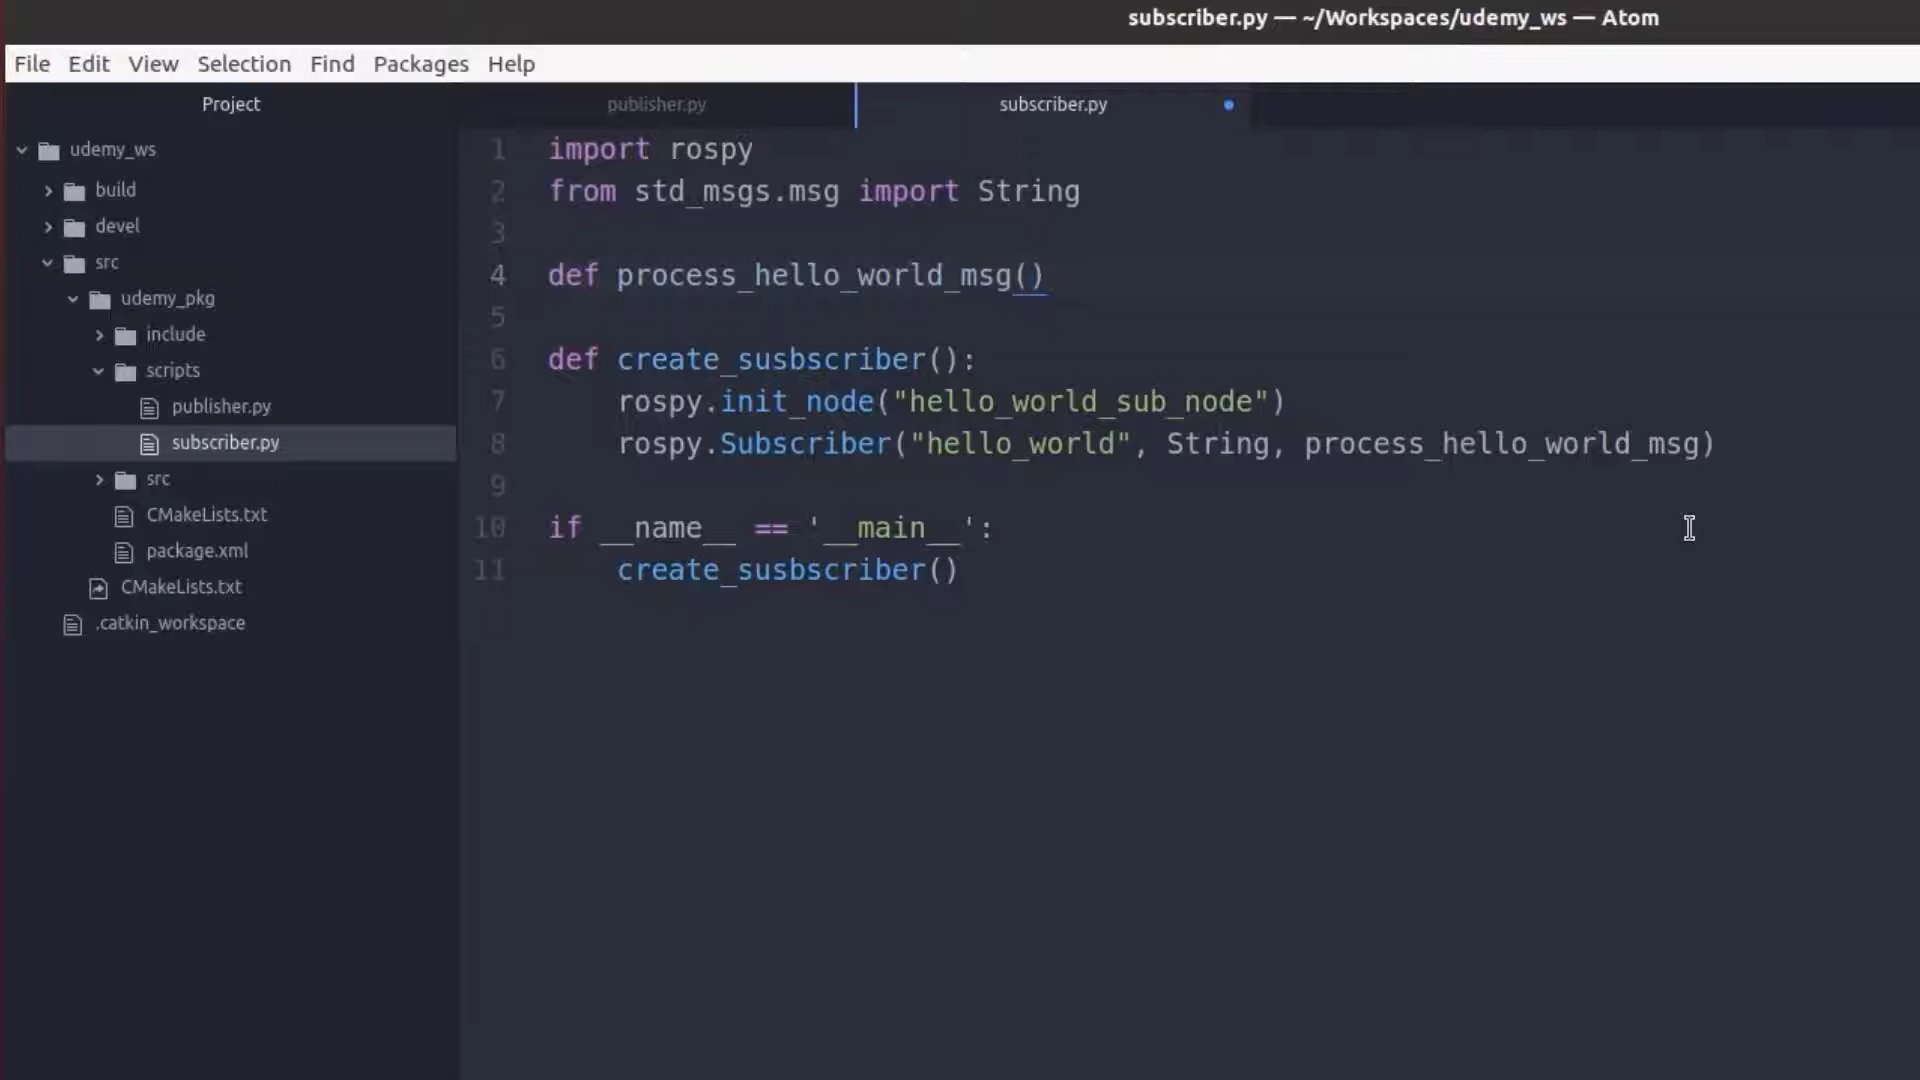 subscriber.py — ~/Workspaces/udemy_ws — Atom
File Edit View Selection Find Packages Help
Project
publisher.py
subscriber.py
udemy_ws
build
devel
src
udemy_pkg
include
scripts
publisher.py
subscriber.py
src
CMakeLists.txt
package.xml
CMakeLists.txt
.catkin_workspace
1 import rospy
2 from std_msgs.msg import String
3
4 def process_hello_world_msg()
5
6 def create_susbscriber():
7 rospy.init_node("hello_world_sub_node")
8 rospy.Subscriber("hello_world", String, process_hello_world_msg)
9
10 if __name__ == '__main__':
11 create_susbscriber()